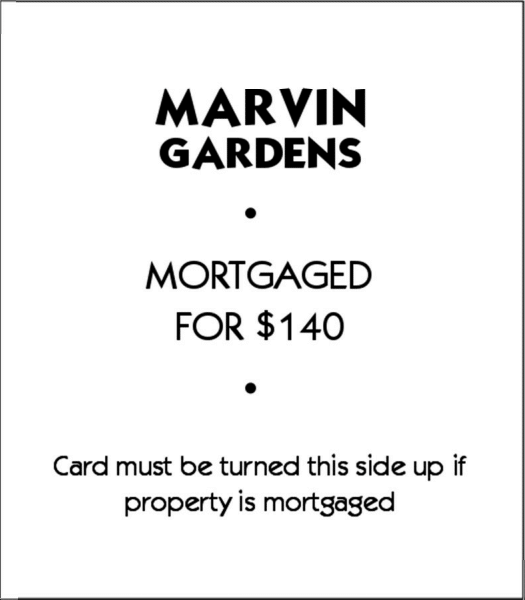 MARVIN
GARDENS
•
MORTGAGED
FOR $140
•
Card must be turned this side up if
property is mortgaged